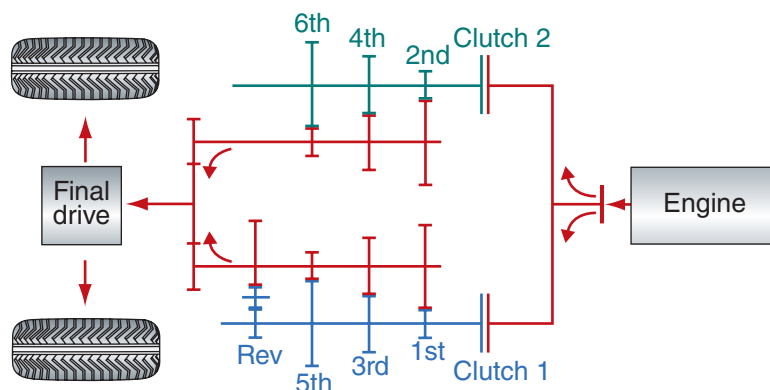 6th
4th
2nd
Clutch 2
Final
drive
Engine
Rev
5th
3rd
1st
Clutch 1